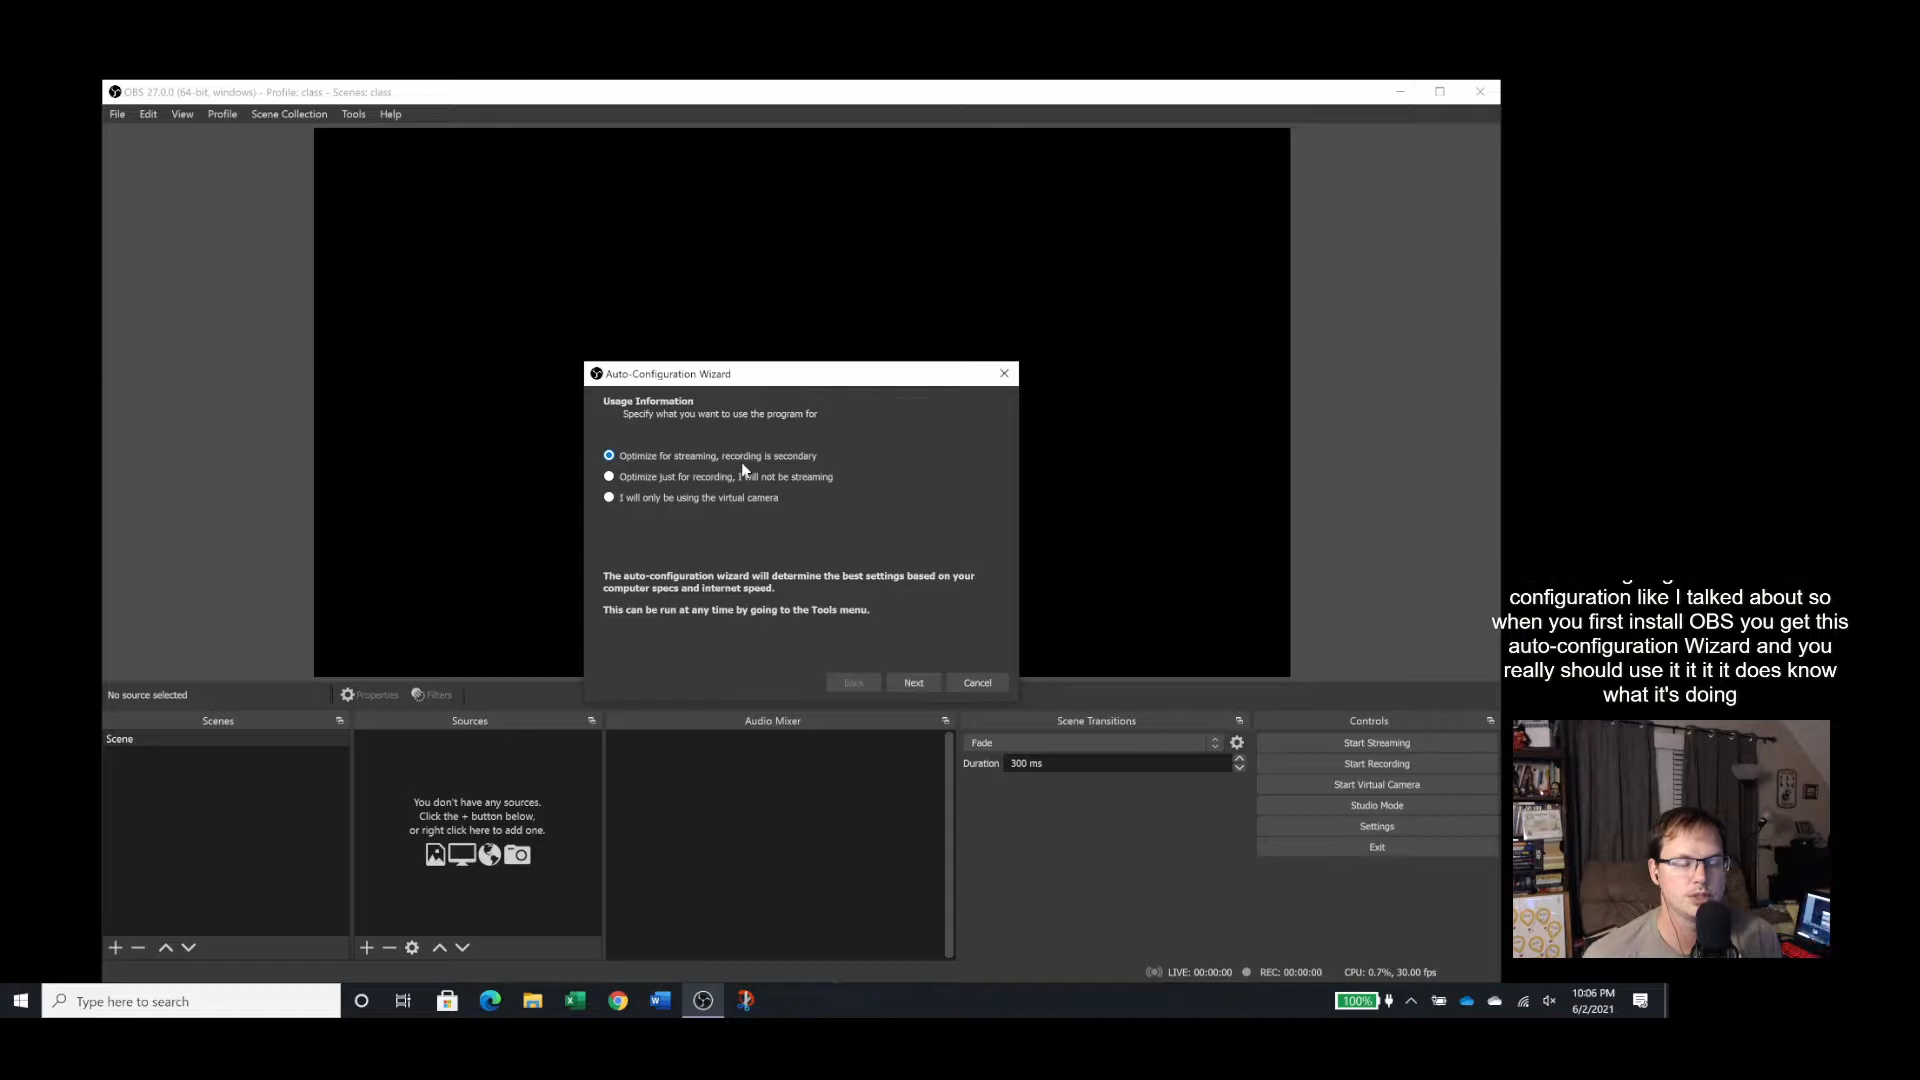 OBS 27.0.0 (64-bit, windows) - Profile: class - Scenes: class
File Edit View Profile Scene Collection Tools Help
Auto-Configuration Wizard
Usage Information
Specify what you want to use the program for
Optimize for streaming, recording is secondary
Optimize just for recording, I will not be streaming
I will only be using the virtual camera
The auto-configuration wizard will determine the best settings based on your
computer specs and internet speed.
This can be run at any time by going to the Tools menu.
Back Next Cancel
configuration like I talked about so
when you first install OBS you get this
auto-configuration Wizard and you
really should use it it it it does know
what it's doing
No source selected Properties Filters
Scenes Sources Audio Mixer Scene Transitions Controls
Scene
You don't have any sources.
Click the + button below,
or right click here to add one.
Fade
Duration 300 ms
Start Streaming
Start Recording
Start Virtual Camera
Studio Mode
Settings
Exit
LIVE: 00:00:00 REC: 00:00:00 CPU: 0.7%, 30.00 fps
Type here to search
100%
10:06 PM
6/2/2021